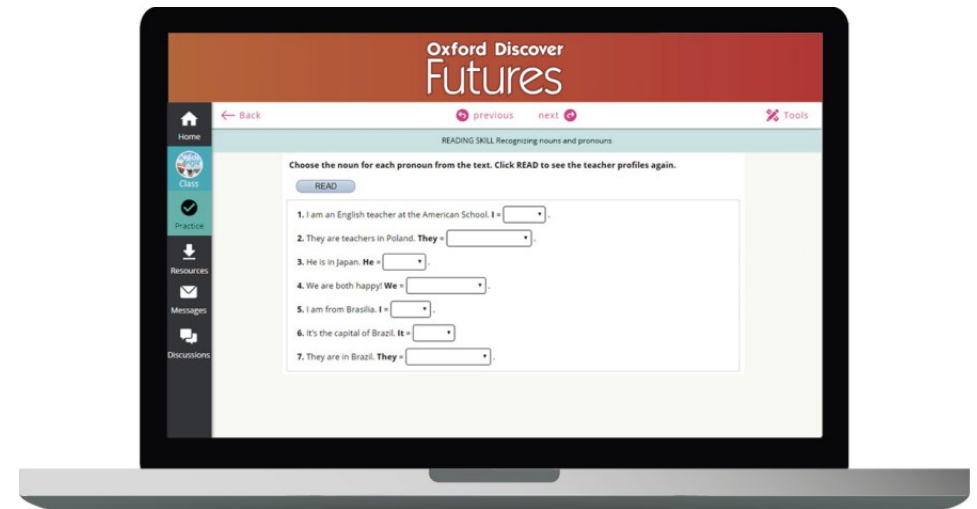 Oxford Discover
Futures
← Back
previous
next
Tools
Home
READING SKILL Recognizing nouns and pronouns
Class
Practice
Resources
Messages
Discussions
Choose the noun for each pronoun from the text. Click READ to see the teacher profiles again.
READ
1. I am an English teacher at the American School. I = .
2. They are teachers in Poland. They = .
3. He is in Japan. He = .
4. We are both happy! We = .
5. I am from Brasilia. I = .
6. It's the capital of Brazil. It =
7. They are in Brazil. They = .